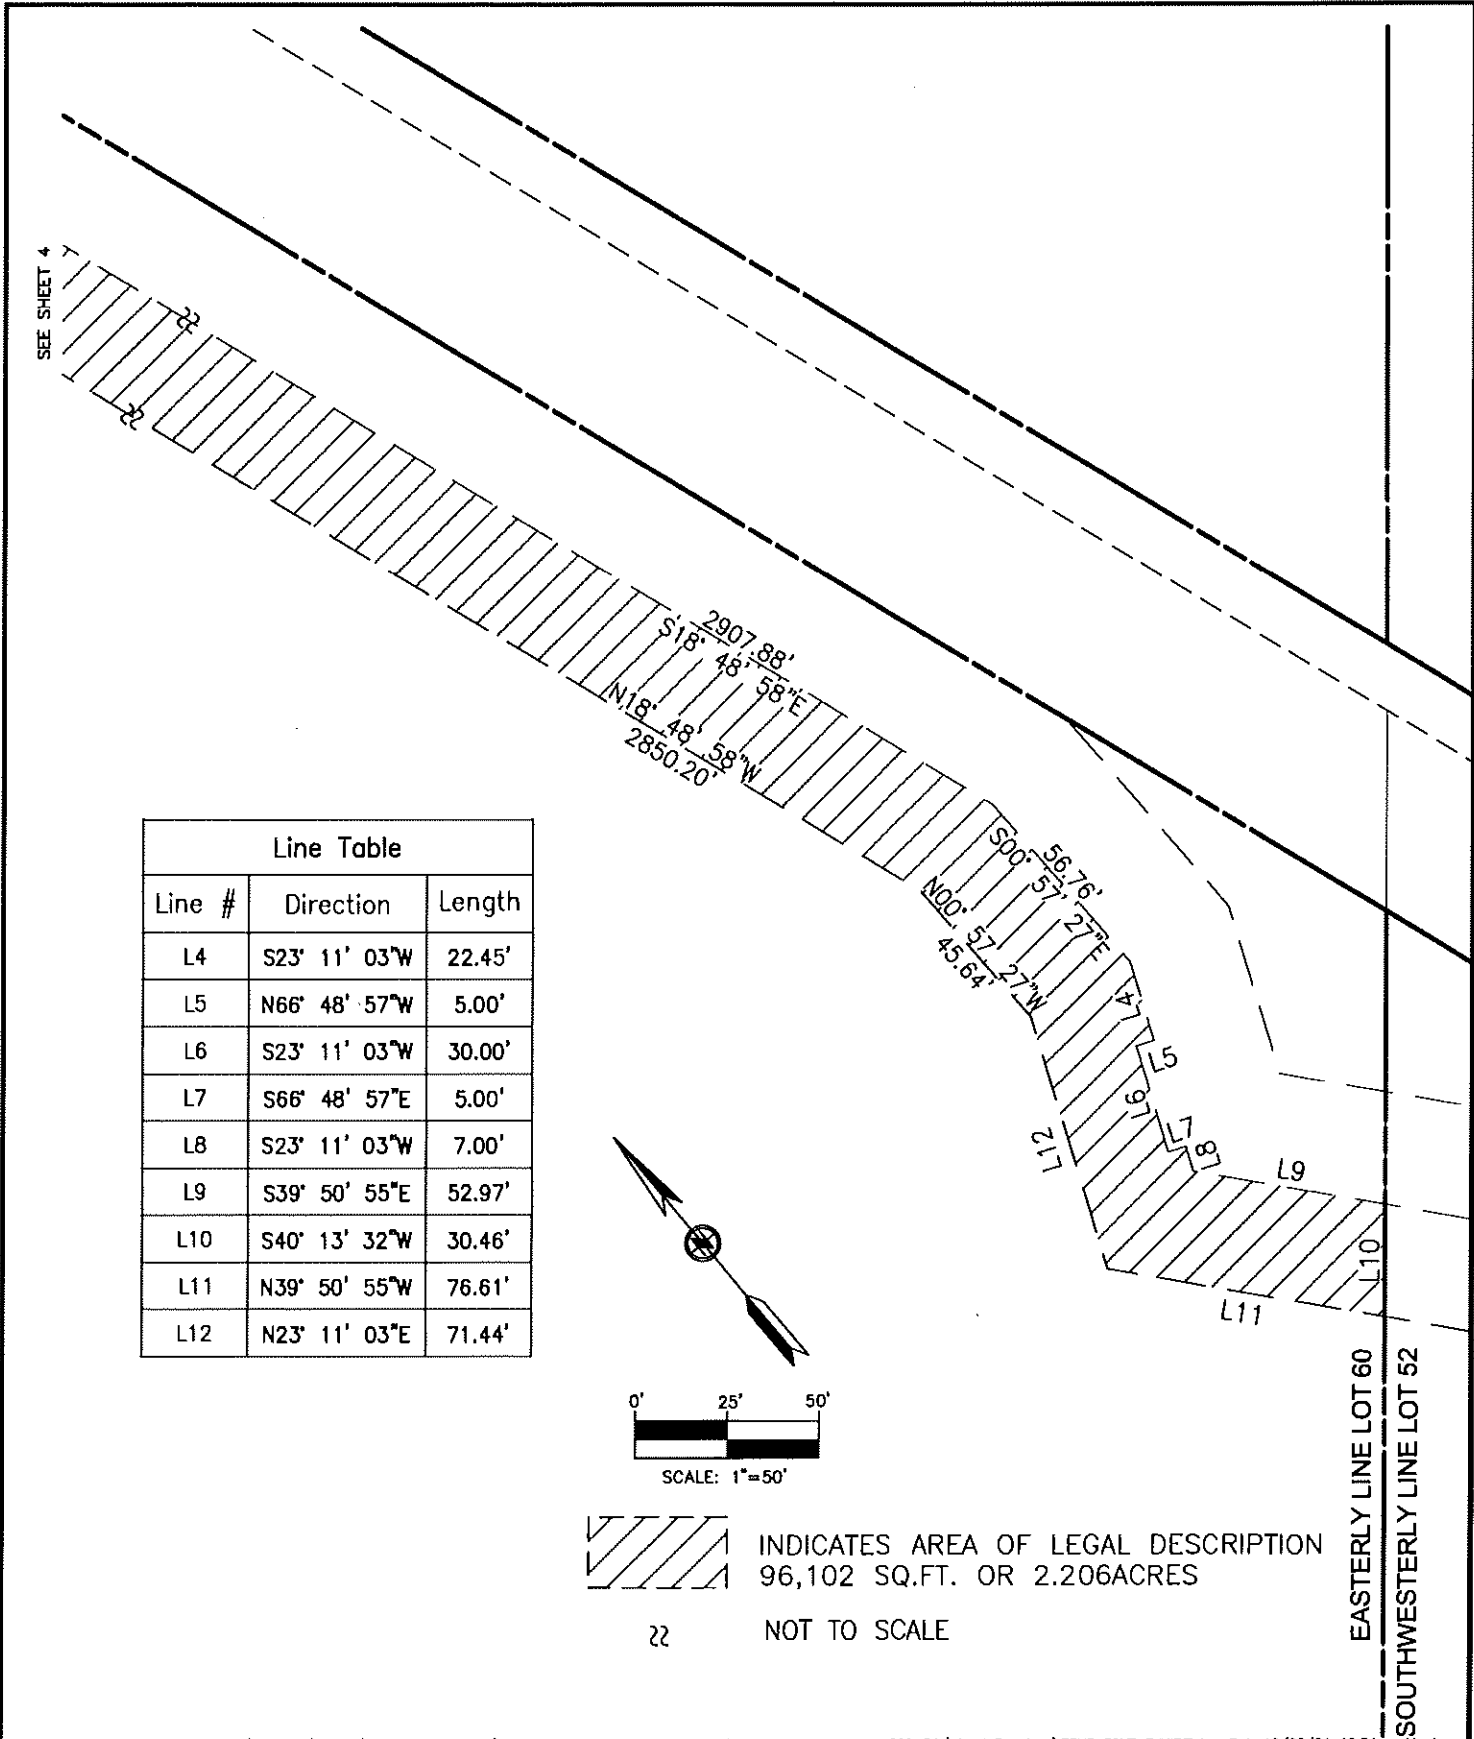 SEE SHEET 4
2907.88'
S18° 48' 58"E
N18° 48' 58"W
2850.20'
56.76'
S00° 57' 27"E
N00° 57' 27"W
45.64'
L4
L5
L6
L7
L8
L9
L10
L11
L12
Line Table
Line # Direction Length
L4 S23° 11' 03"W 22.45'
L5 N66° 48' 57"W 5.00'
L6 S23° 11' 03"W 30.00'
L7 S66° 48' 57"E 5.00'
L8 S23° 11' 03"W 7.00'
L9 S39° 50' 55"E 52.97'
L10 S40° 13' 32"W 30.46'
L11 N39° 50' 55"W 76.61'
L12 N23° 11' 03"E 71.44'
0' 25' 50'
SCALE: 1"=50'
INDICATES AREA OF LEGAL DESCRIPTION
96,102 SQ.FT. OR 2.206ACRES
NOT TO SCALE
EASTERLY LINE LOT 60
SOUTHWESTERLY LINE LOT 52